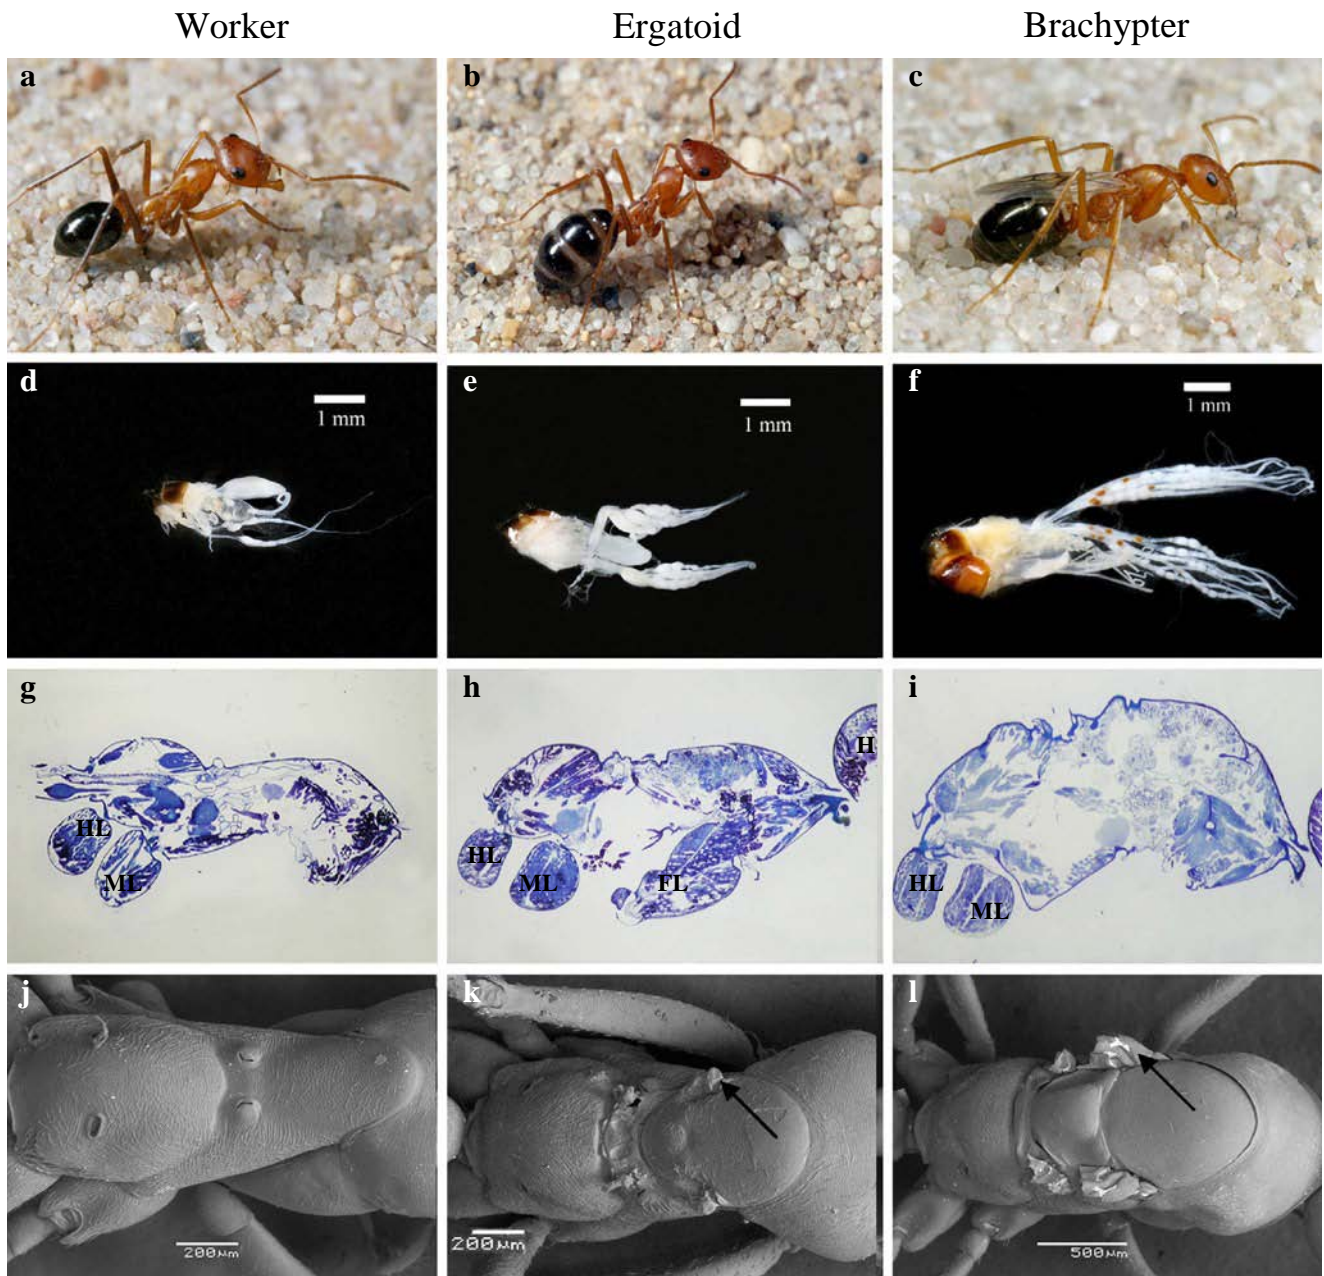 Worker Ergatoid Brachypter
a b c
d e f
1 mm 1 mm 1 mm
g h i
H
HL ML HL ML FL HL ML
j k l
200µm 200µm 500µm